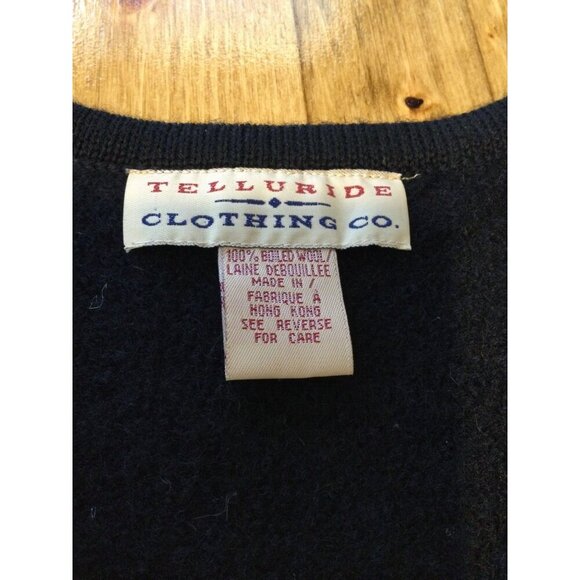 TELLURIDE
CLOTHING CO.
100% BOILED WOOL/
LAINE DEBOUILLEE
MADE IN /
FABRIQUE À
HONG KONG
SEE REVERSE
FOR CARE